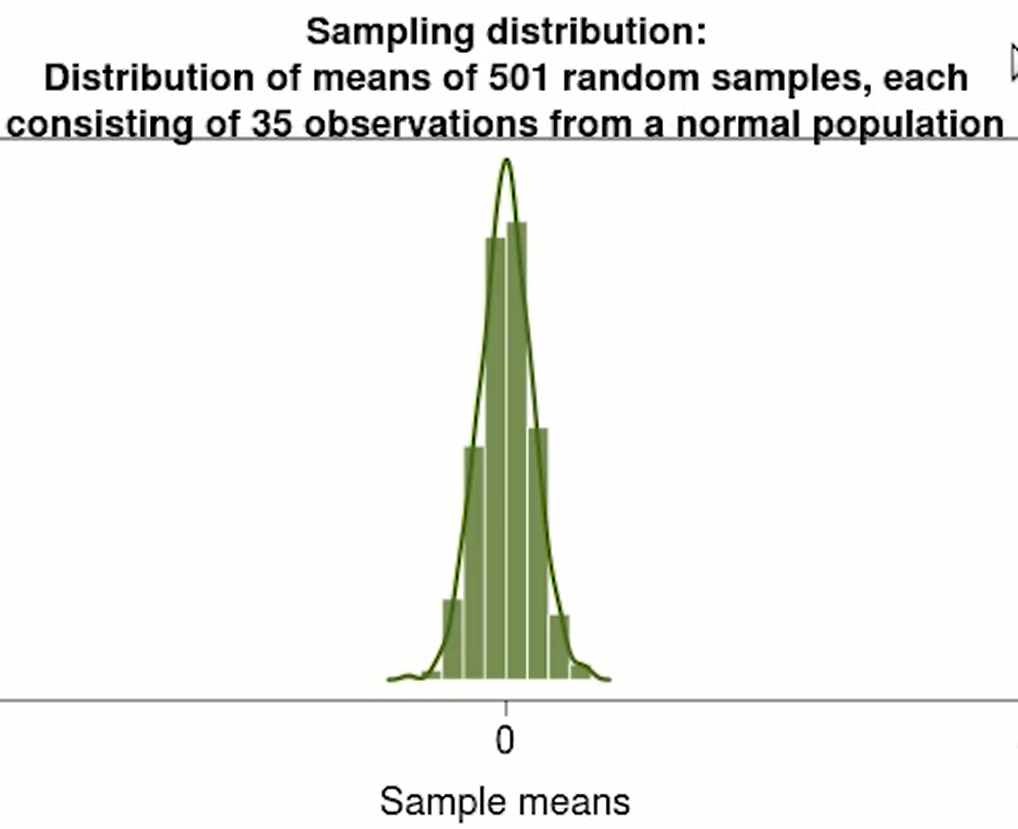 Sampling distribution:
Distribution of means of 501 random samples, each
consisting of 35 observations from a normal population
0
Sample means